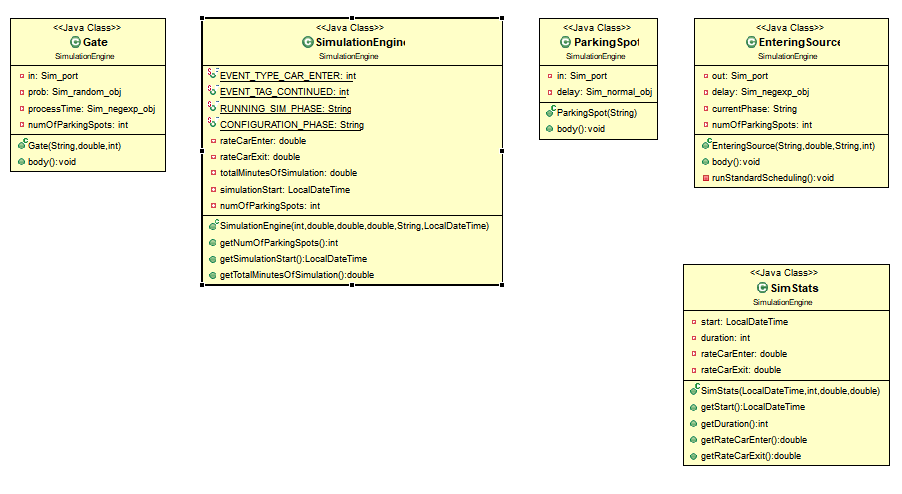 <<Java Class>>
Gate
SimulationEngine
in: Sim_port
prob: Sim_random_obj
processTime: Sim_negexp_obj
numOfParkingSpots: int
Gate(String,double,int)
body():void
<<Java Class>>
SimulationEngine
SimulationEngine
EVENT_TYPE_CAR_ENTER: int
EVENT_TAG_CONTINUED: int
RUNNING_SIM_PHASE: String
CONFIGURATION_PHASE: String
rateCarEnter: double
rateCarExit: double
totalMinutesOfSimulation: double
simulationStart: LocalDateTime
numOfParkingSpots: int
SimulationEngine(int,double,double,double,String,LocalDateTime)
getNumOfParkingSpots():int
getSimulationStart():LocalDateTime
getTotalMinutesOfSimulation():double
<<Java Class>>
ParkingSpot
SimulationEngine
in: Sim_port
delay: Sim_normal_obj
ParkingSpot(String)
body():void
<<Java Class>>
EnteringSource
SimulationEngine
out: Sim_port
delay: Sim_negexp_obj
currentPhase: String
numOfParkingSpots: int
EnteringSource(String,double,String,int)
body():void
runStandardScheduling():void
<<Java Class>>
SimStats
SimulationEngine
start: LocalDateTime
duration: int
rateCarEnter: double
rateCarExit: double
SimStats(LocalDateTime,int,double,double)
getStart():LocalDateTime
getDuration():int
getRateCarEnter():double
getRateCarExit():double